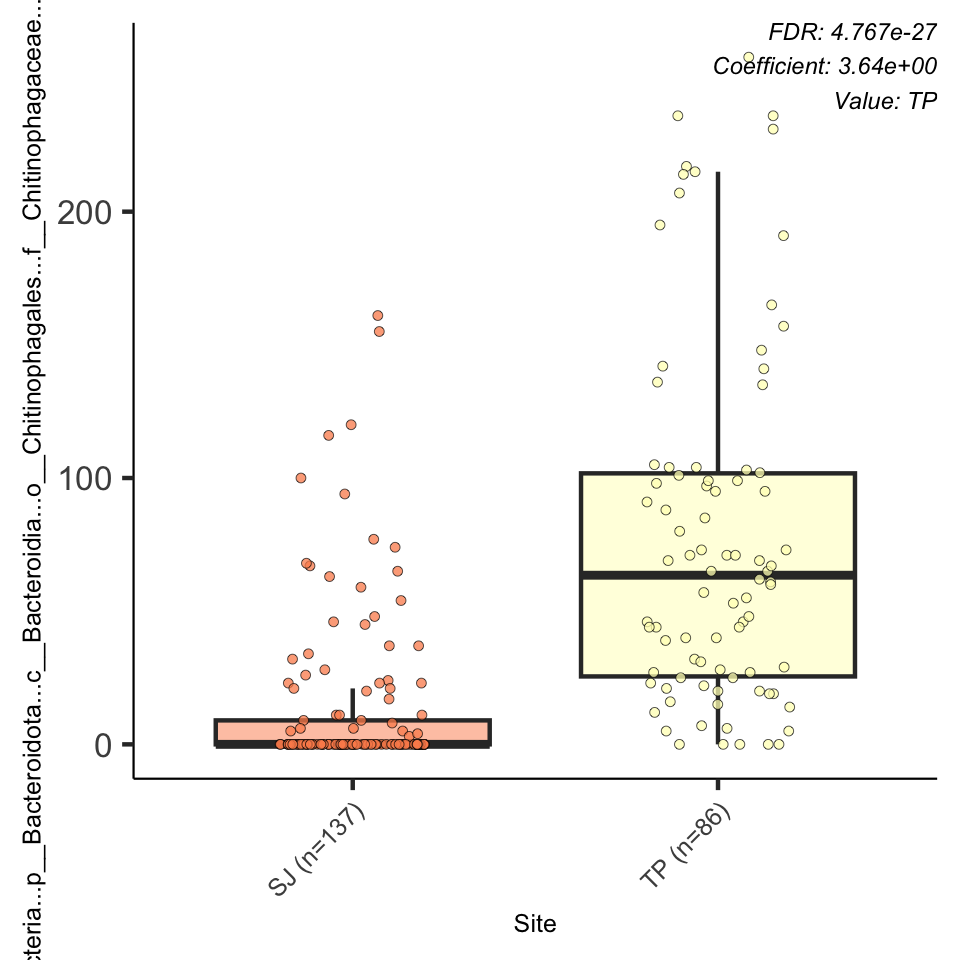 FDR: 4.767e-27
Coefficient: 3.64e+00
Value: TP
cteria...p__Bacteroidota...c__Bacteroidia...o__Chitinophagales...f__Chitinophagaceae...
200
100
0
SJ (n=137)
TP (n=86)
Site